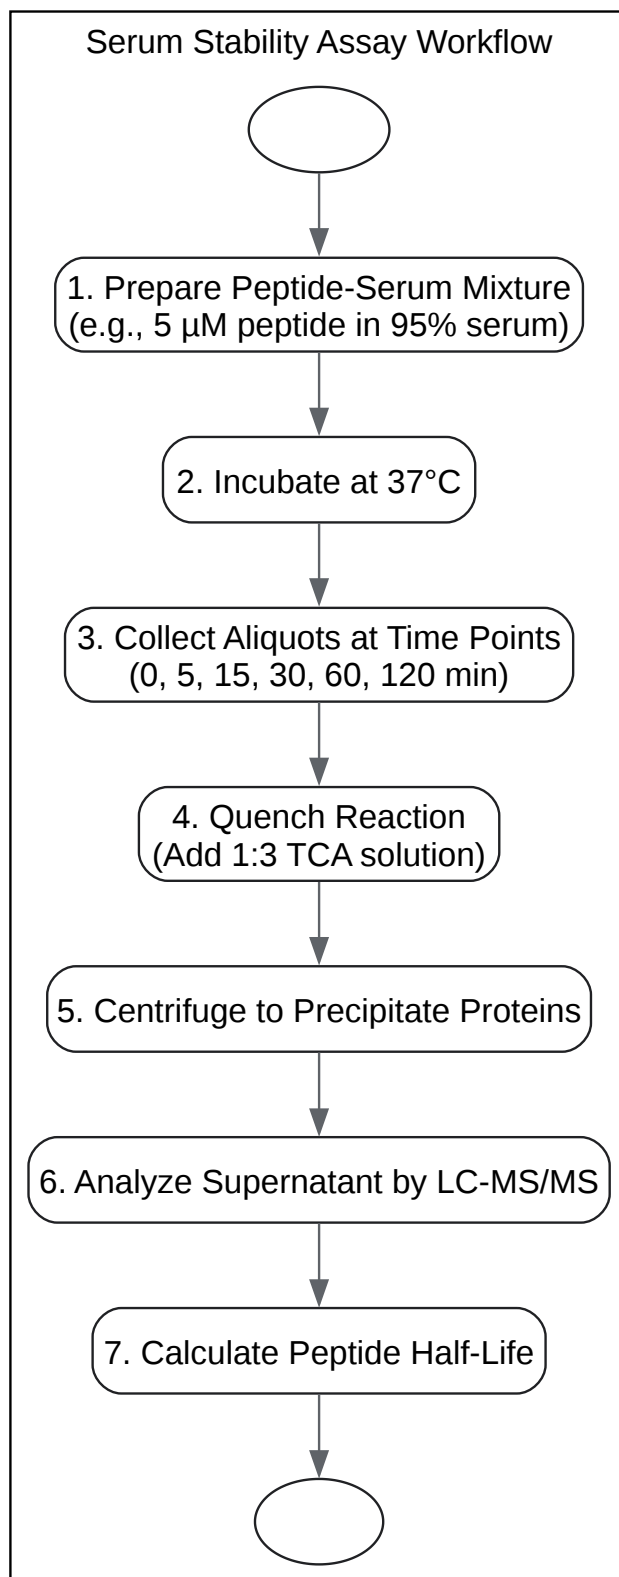 Serum Stability Assay Workflow
1. Prepare Peptide-Serum Mixture
(e.g., 5 µM peptide in 95% serum)
2. Incubate at 37°C
3. Collect Aliquots at Time Points
(0, 5, 15, 30, 60, 120 min)
4. Quench Reaction
(Add 1:3 TCA solution)
5. Centrifuge to Precipitate Proteins
6. Analyze Supernatant by LC-MS/MS
7. Calculate Peptide Half-Life